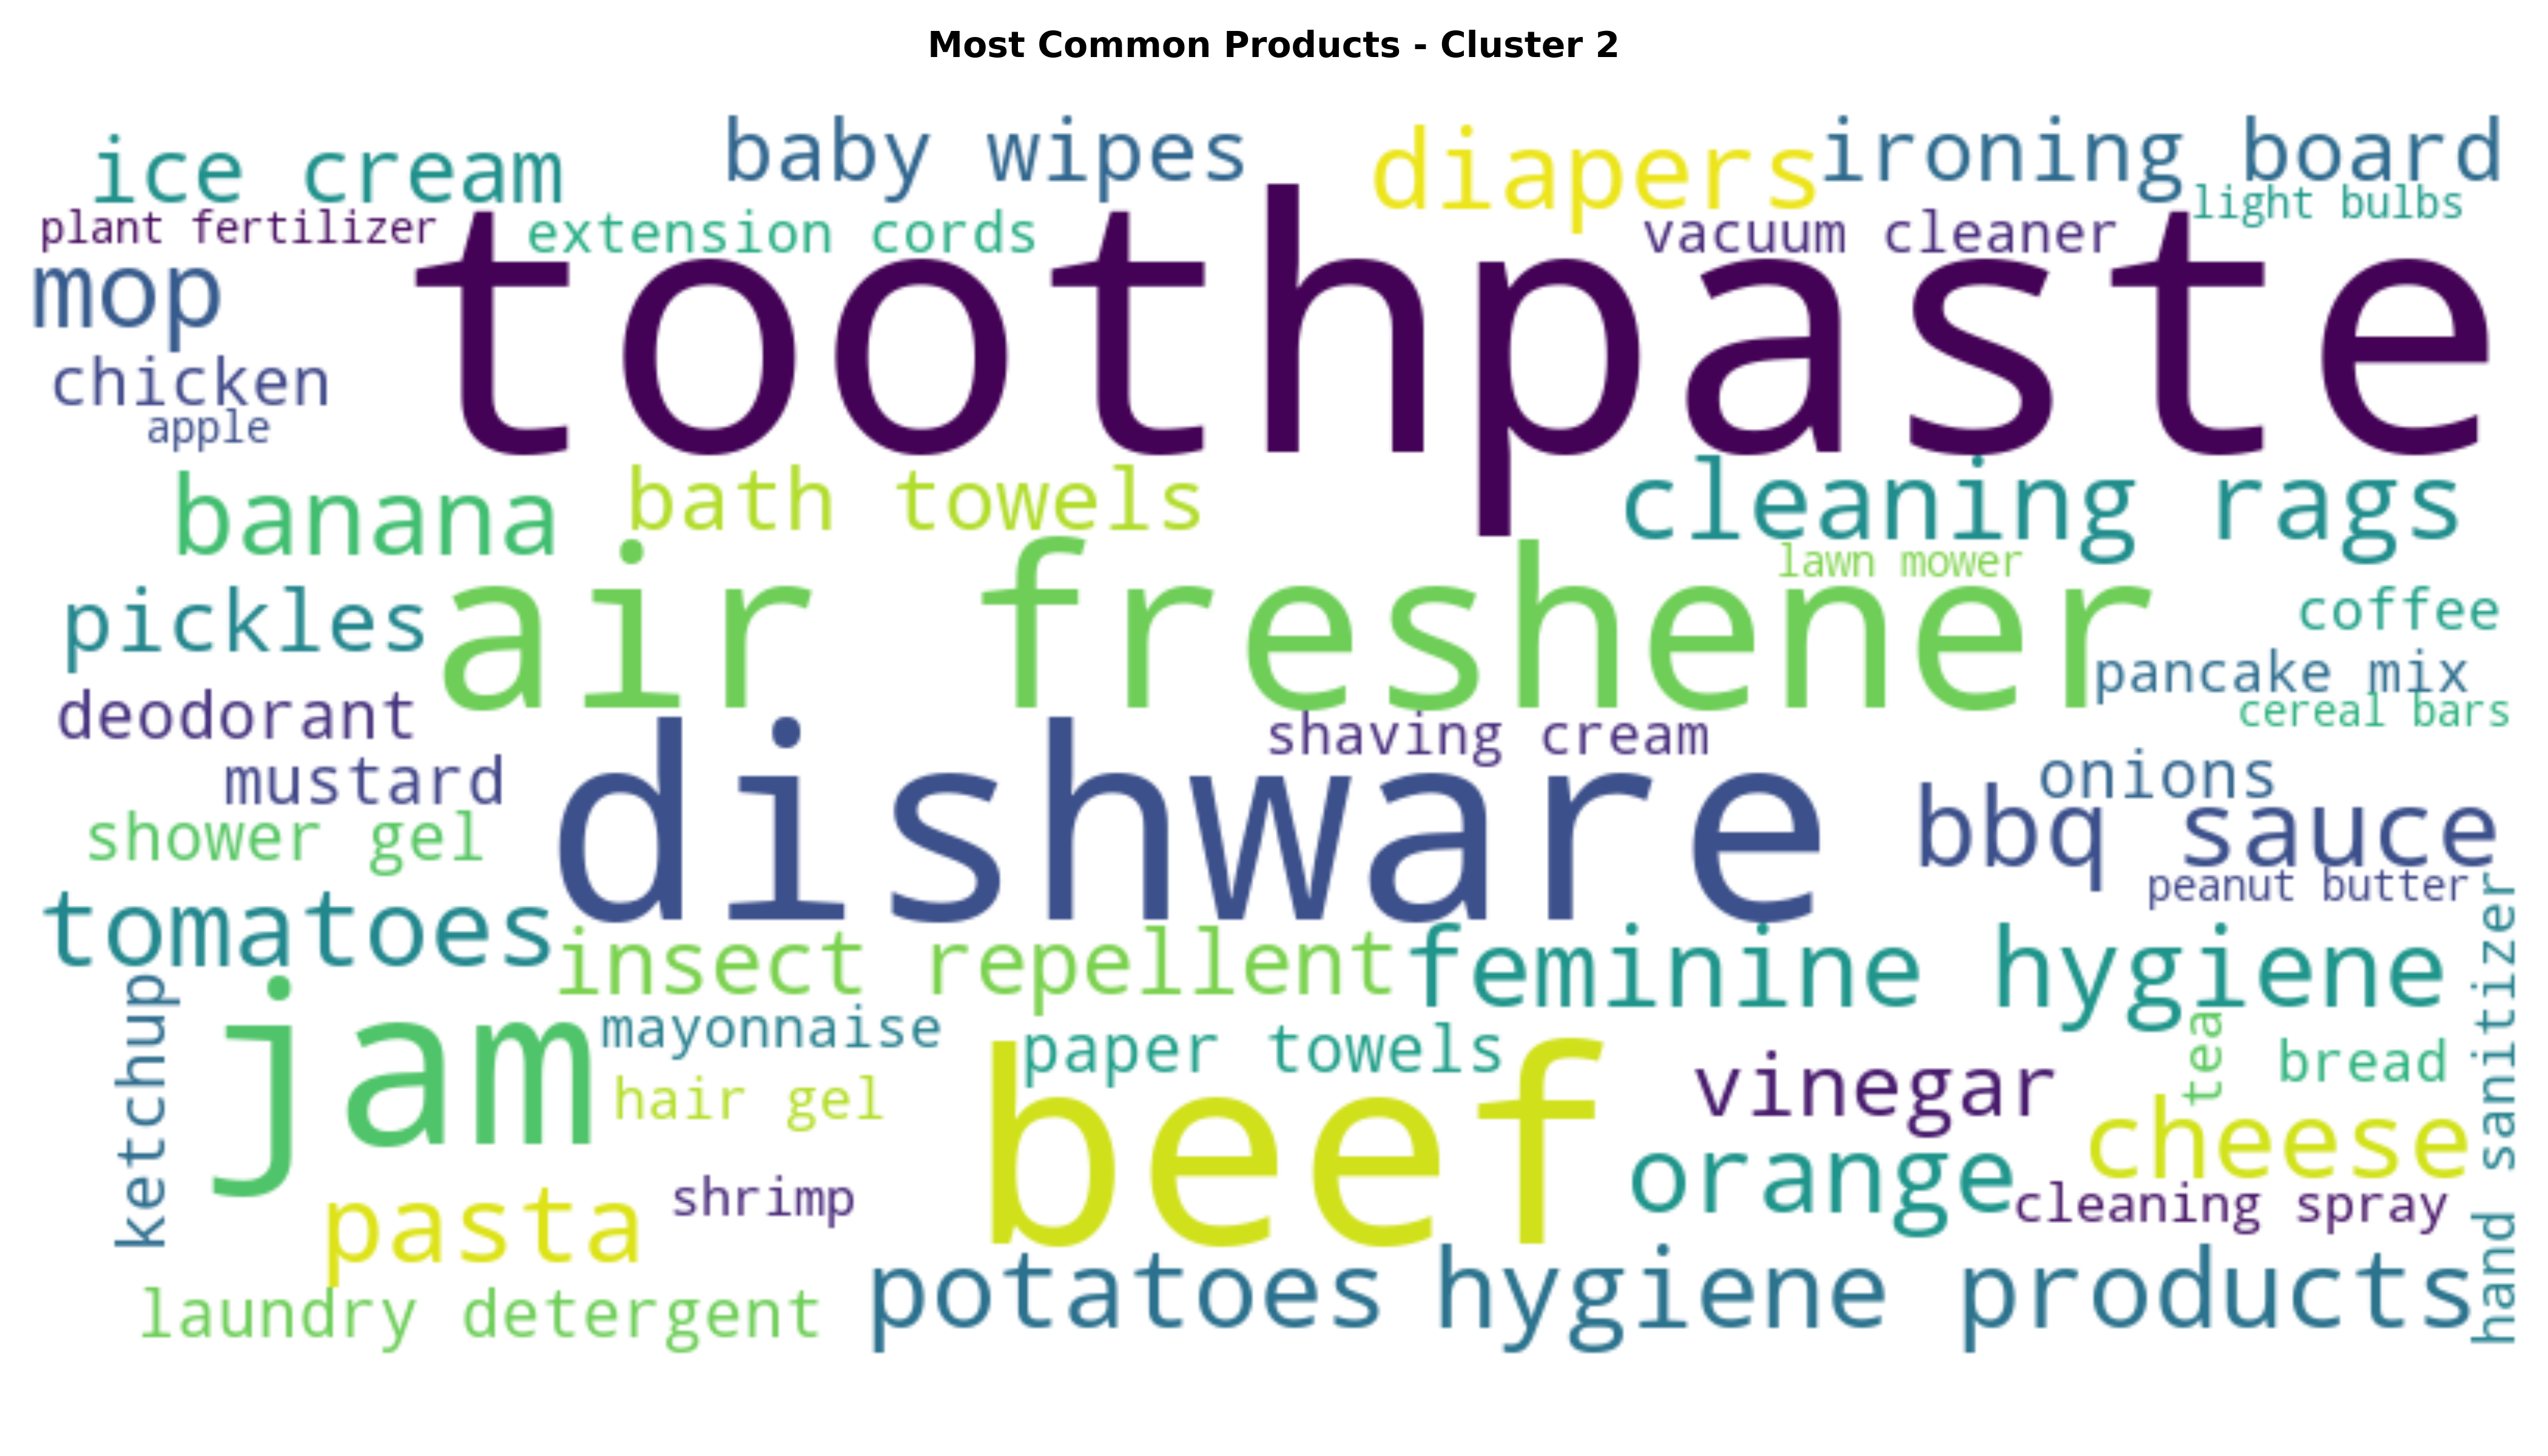 Most Common Products - Cluster 2
ice cream
baby wipes
diapers
ironing board
plant fertilizer
extension cords
vacuum cleaner
light bulbs
mop
toothpaste
chicken
apple
banana
bath towels
cleaning rags
lawn mower
pickles
air freshener
coffee
pancake mix
deodorant
cereal bars
shaving cream
mustard
dishware
onions
shower gel
bbq sauce
peanut butter
tomatoes
insect repellent
feminine hygiene
hand sanitizer
ketchup
jam
mayonnaise
paper towels
tea
bread
hair gel
beef
vinegar
cheese
orange
pasta
shrimp
cleaning spray
laundry detergent
potatoes
hygiene products